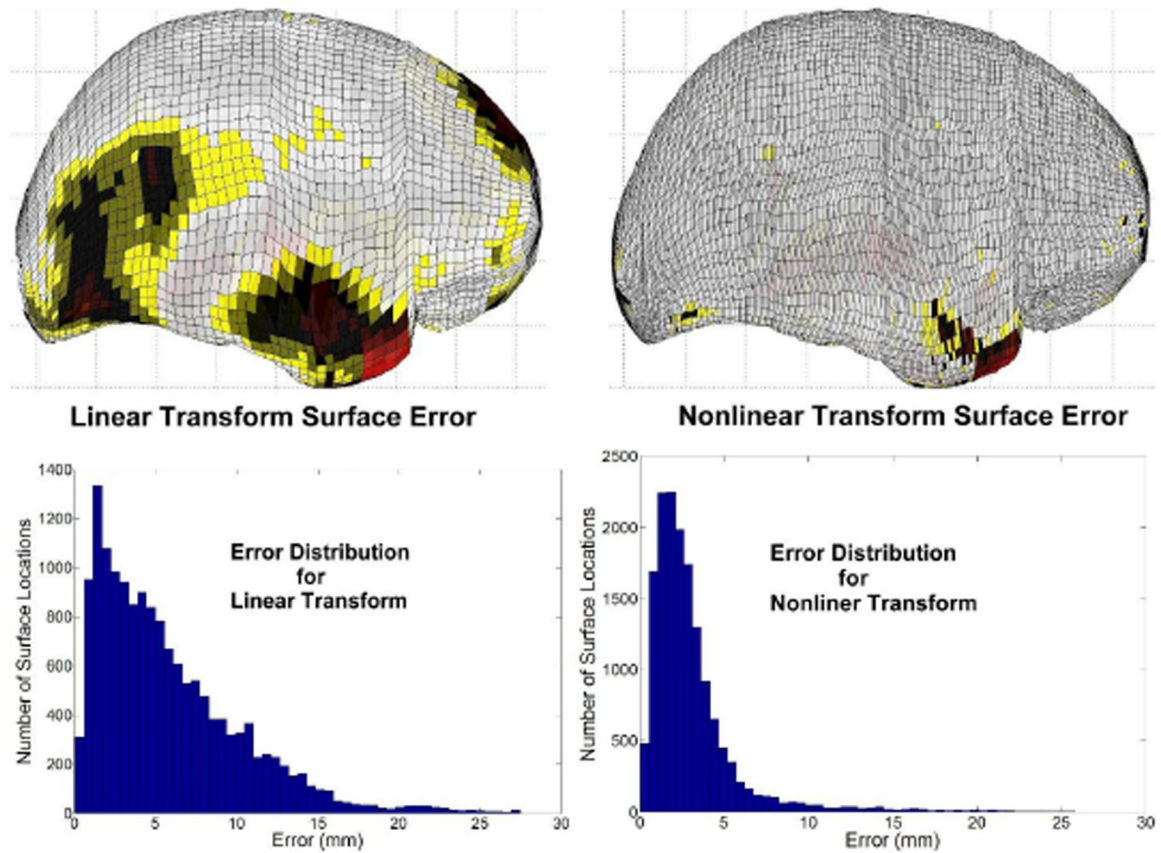 Linear Transform Surface Error
Nonlinear Transform Surface Error
1400
1200
1000
800
600
400
200
0
Number of Surface Locations
Error Distribution
for
Linear Transform
0 5 10 15 20 25 30
Error (mm)
2500
2000
1500
1000
500
0
Number of Surface Locations
Error Distribution
for
Nonliner Transform
0 5 10 15 20 25 30
Error (mm)